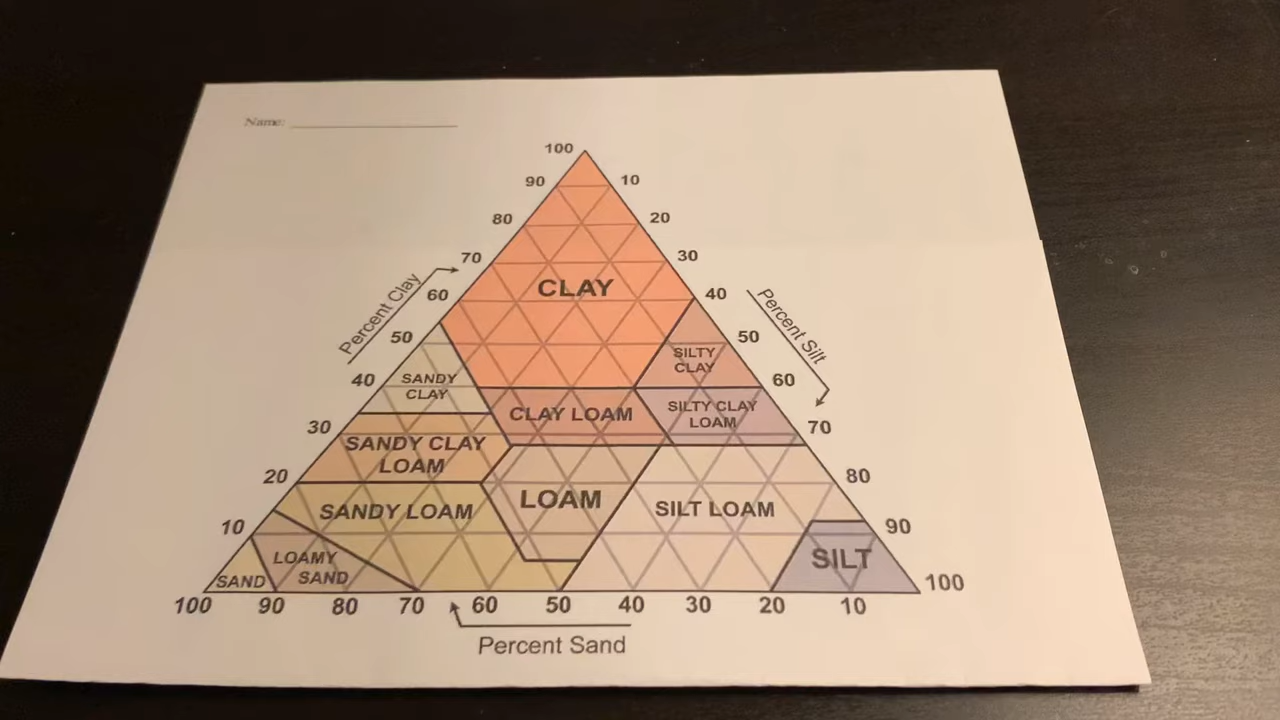 Name:
100
90 10
80 20
70 30
CLAY
60 40
Percent Clay
Percent Silt
50 50
SILTY
CLAY
40 60
SANDY
CLAY
CLAY LOAM
SILTY CLAY
LOAM
30 70
SANDY CLAY
LOAM
20 80
LOAM
SANDY LOAM
SILT LOAM
10 90
LOAMY
SAND
SILT
SAND
100
100 90 80 70 60 50 40 30 20 10
Percent Sand